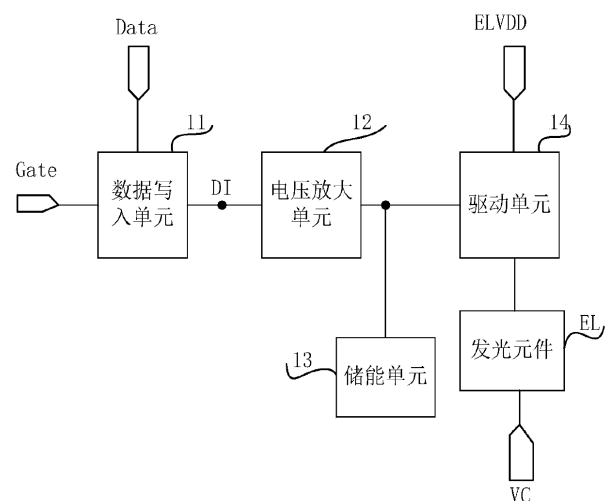 Data
ELVDD
11
12
14
Gate
数据写
入单元
DI
电压放大
单元
驱动单元
13
储能单元
发光元件
EL
VC